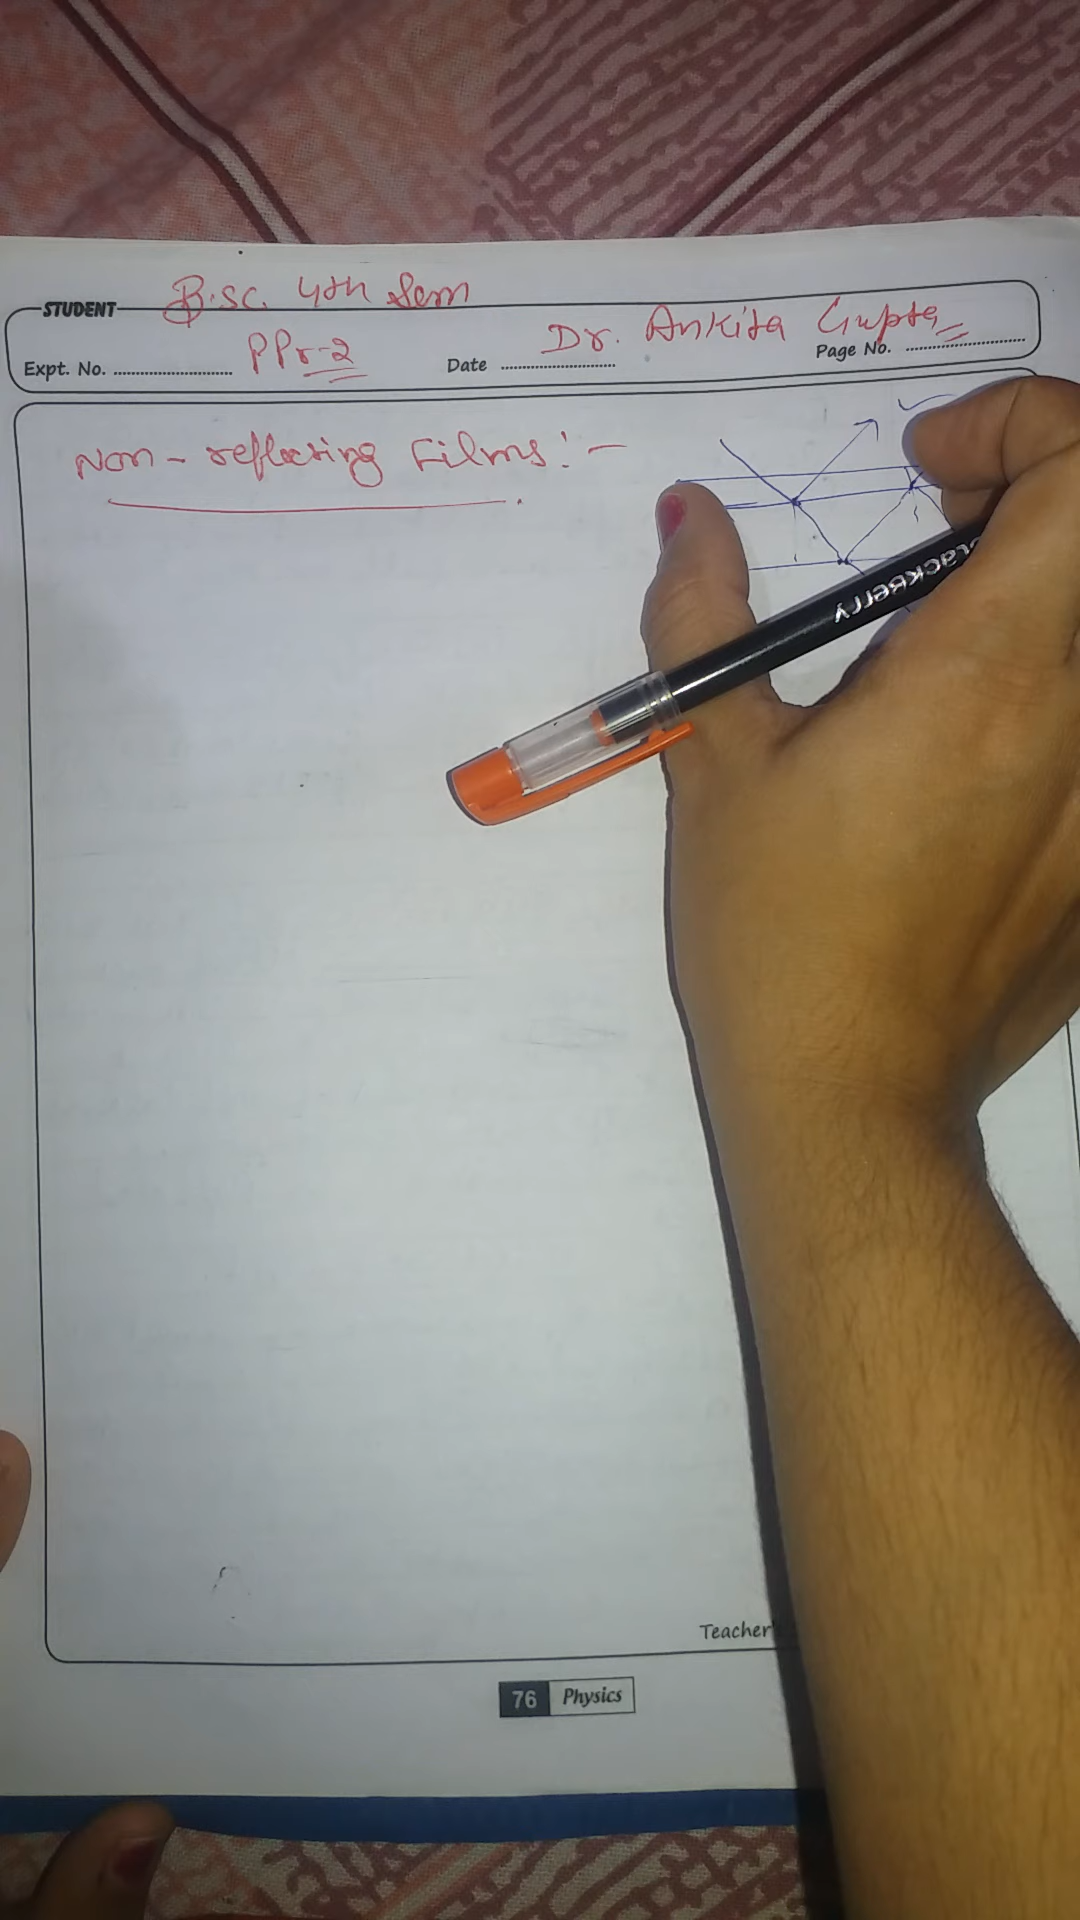 B.sc. 4th Sem
STUDENT
PPr-2
Dr. Ankita Gupta
Expt. No. Date Page No.
Non-reflecting Films:-
BlackBerry
Teacher's
76 Physics